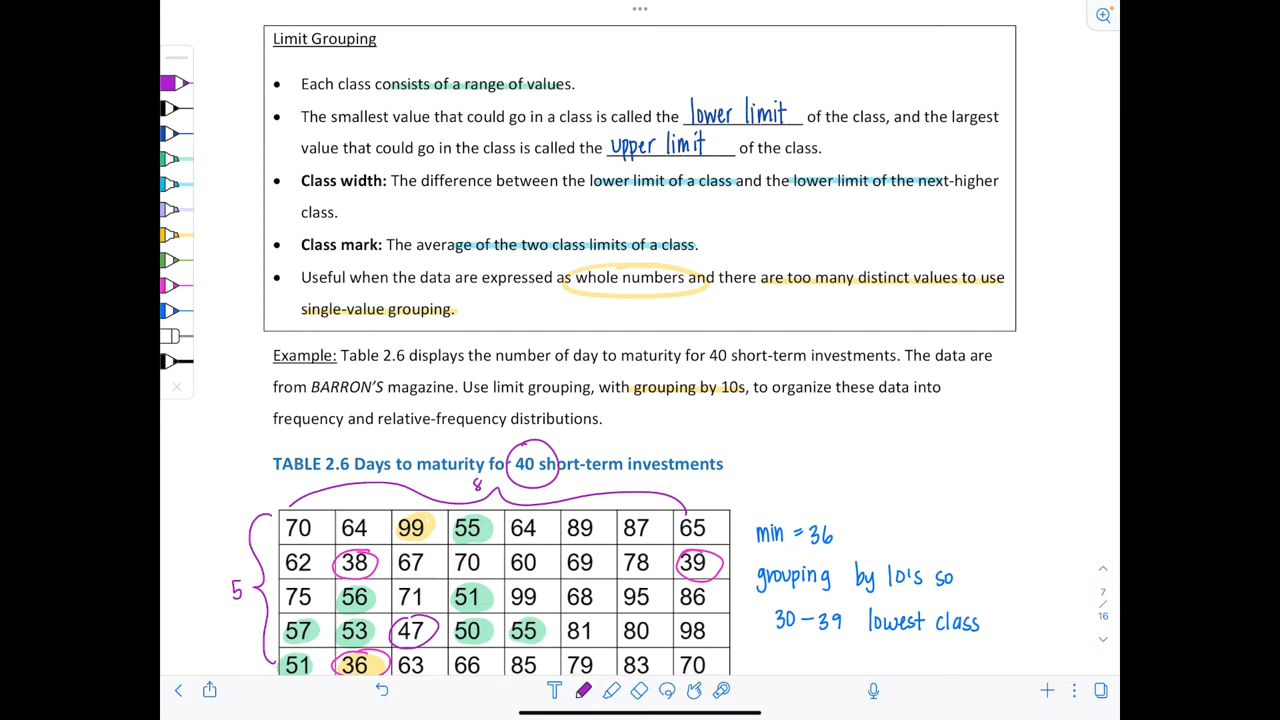 Limit Grouping
• Each class consists of a range of values.
• The smallest value that could go in a class is called the lower limit of the class, and the largest
value that could go in the class is called the upper limit of the class.
• Class width: The difference between the lower limit of a class and the lower limit of the next-higher
class.
• Class mark: The average of the two class limits of a class.
• Useful when the data are expressed as whole numbers and there are too many distinct values to use
single-value grouping.
Example: Table 2.6 displays the number of day to maturity for 40 short-term investments. The data are
from BARRON'S magazine. Use limit grouping, with grouping by 10s, to organize these data into
frequency and relative-frequency distributions.
TABLE 2.6 Days to maturity for 40 short-term investments
8
70 64 99 55 64 89 87 65
min = 36
62 38 67 70 60 69 78 39
grouping by 10's so
5
75 56 71 51 99 68 95 86
30-39 lowest class
57 53 47 50 55 81 80 98
51 36 63 66 85 79 83 70
7
/
16
T